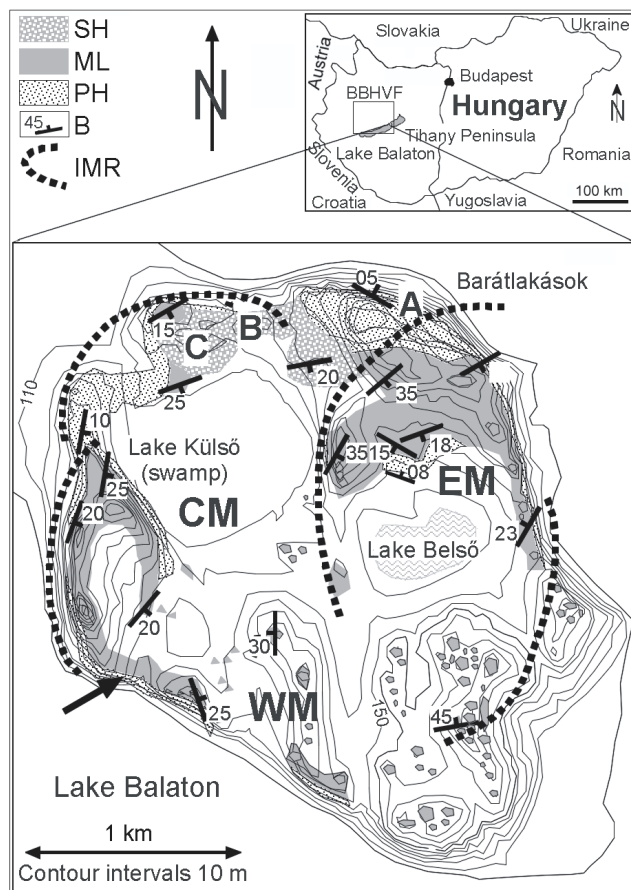 SH
ML
PH
45
B
IMR
N
Slovakia
Ukraine
Austria
Budapest
BBHVF
Hungary
N
Tihany Peninsula
Lake Balaton
Slovenia
Romania
Croatia
Yugoslavia
100 km
05
Barátlakások
A
15
B
C
110
20
25
35
10
Lake Külső
(swamp)
35
15
18
08
EM
25
CM
20
23
Lake Belső
20
30
WM
150
25
45
Lake Balaton
1 km
Contour intervals 10 m